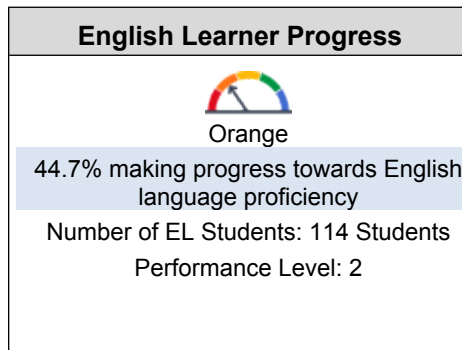 English Learner Progress
Orange
44.7% making progress towards English
language proficiency
Number of EL Students: 114 Students
Performance Level: 2